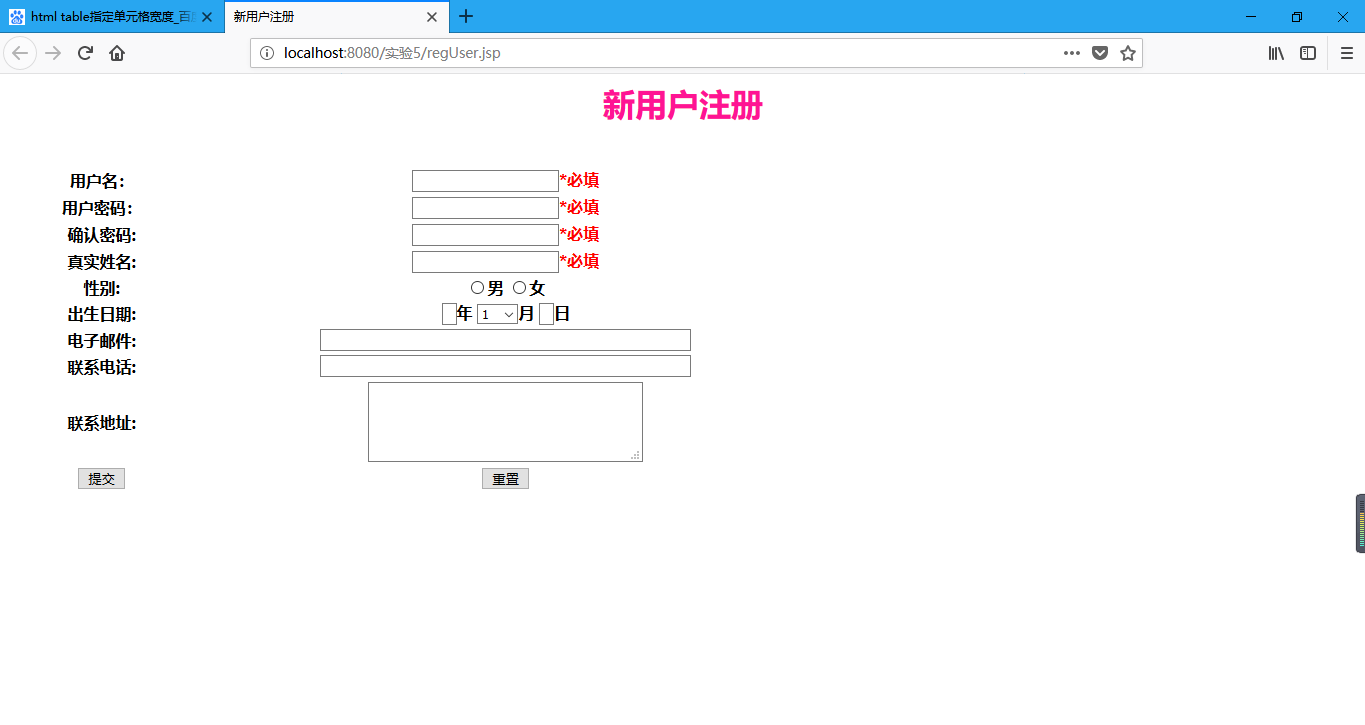 html table指定单元格宽度_百度
新用户注册
localhost:8080/实验5/regUser.jsp
新用户注册
用户名：
*必填
用户密码：
*必填
确认密码:
*必填
真实姓名:
*必填
性别:
男 女
出生日期:
年 1 月 日
电子邮件:
联系电话:
联系地址:
提交
重置